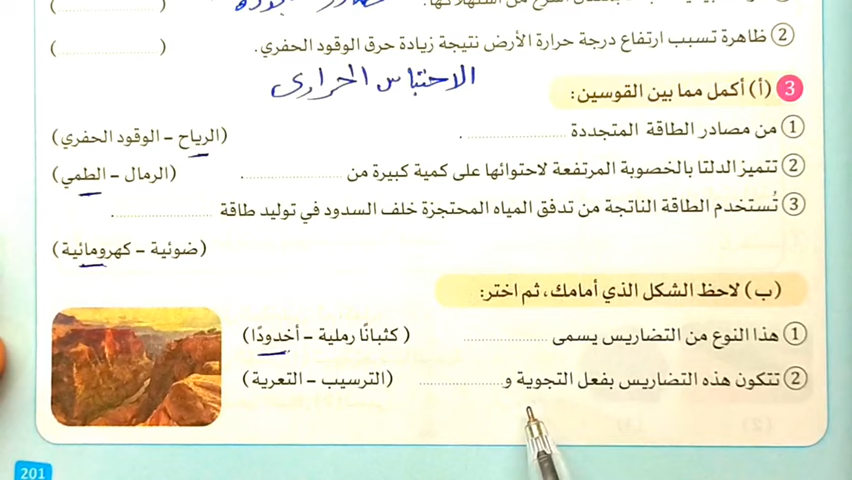 ② ظاهرة تسبب ارتفاع درجة حرارة الأرض نتيجة زيادة حرق الوقود الحفري. (..................)
الاحتباس الحرارى
3 (أ) أكمل مما بين القوسين:
① من مصادر الطاقة المتجددة .................. . (الرياح – الوقود الحفري)
② تتميز الدلتا بالخصوبة المرتفعة لاحتوائها على كمية كبيرة من .................. . (الرمال – الطمي)
③ تُستخدم الطاقة الناتجة من تدفق المياه المحتجزة خلف السدود في توليد طاقة .................. .
(ضوئية – كهرومائية)
(ب) لاحظ الشكل الذي أمامك، ثم اختر:
① هذا النوع من التضاريس يسمى .................. (كثبانًا رملية – أخدودًا)
② تتكون هذه التضاريس بفعل التجوية و.................. (الترسيب – التعرية)
201